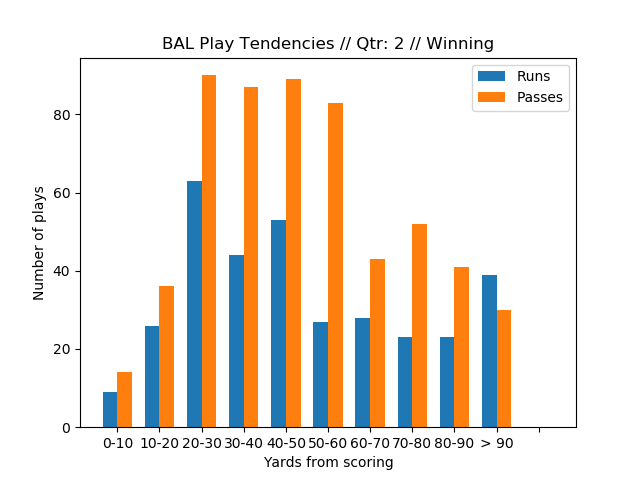 BAL Play Tendencies // Qtr: 2 // Winning
Runs
Passes
Number of plays
80
60
40
20
0
0-10 10-20 20-30 30-40 40-50 50-60 60-70 70-80 80-90 > 90
Yards from scoring